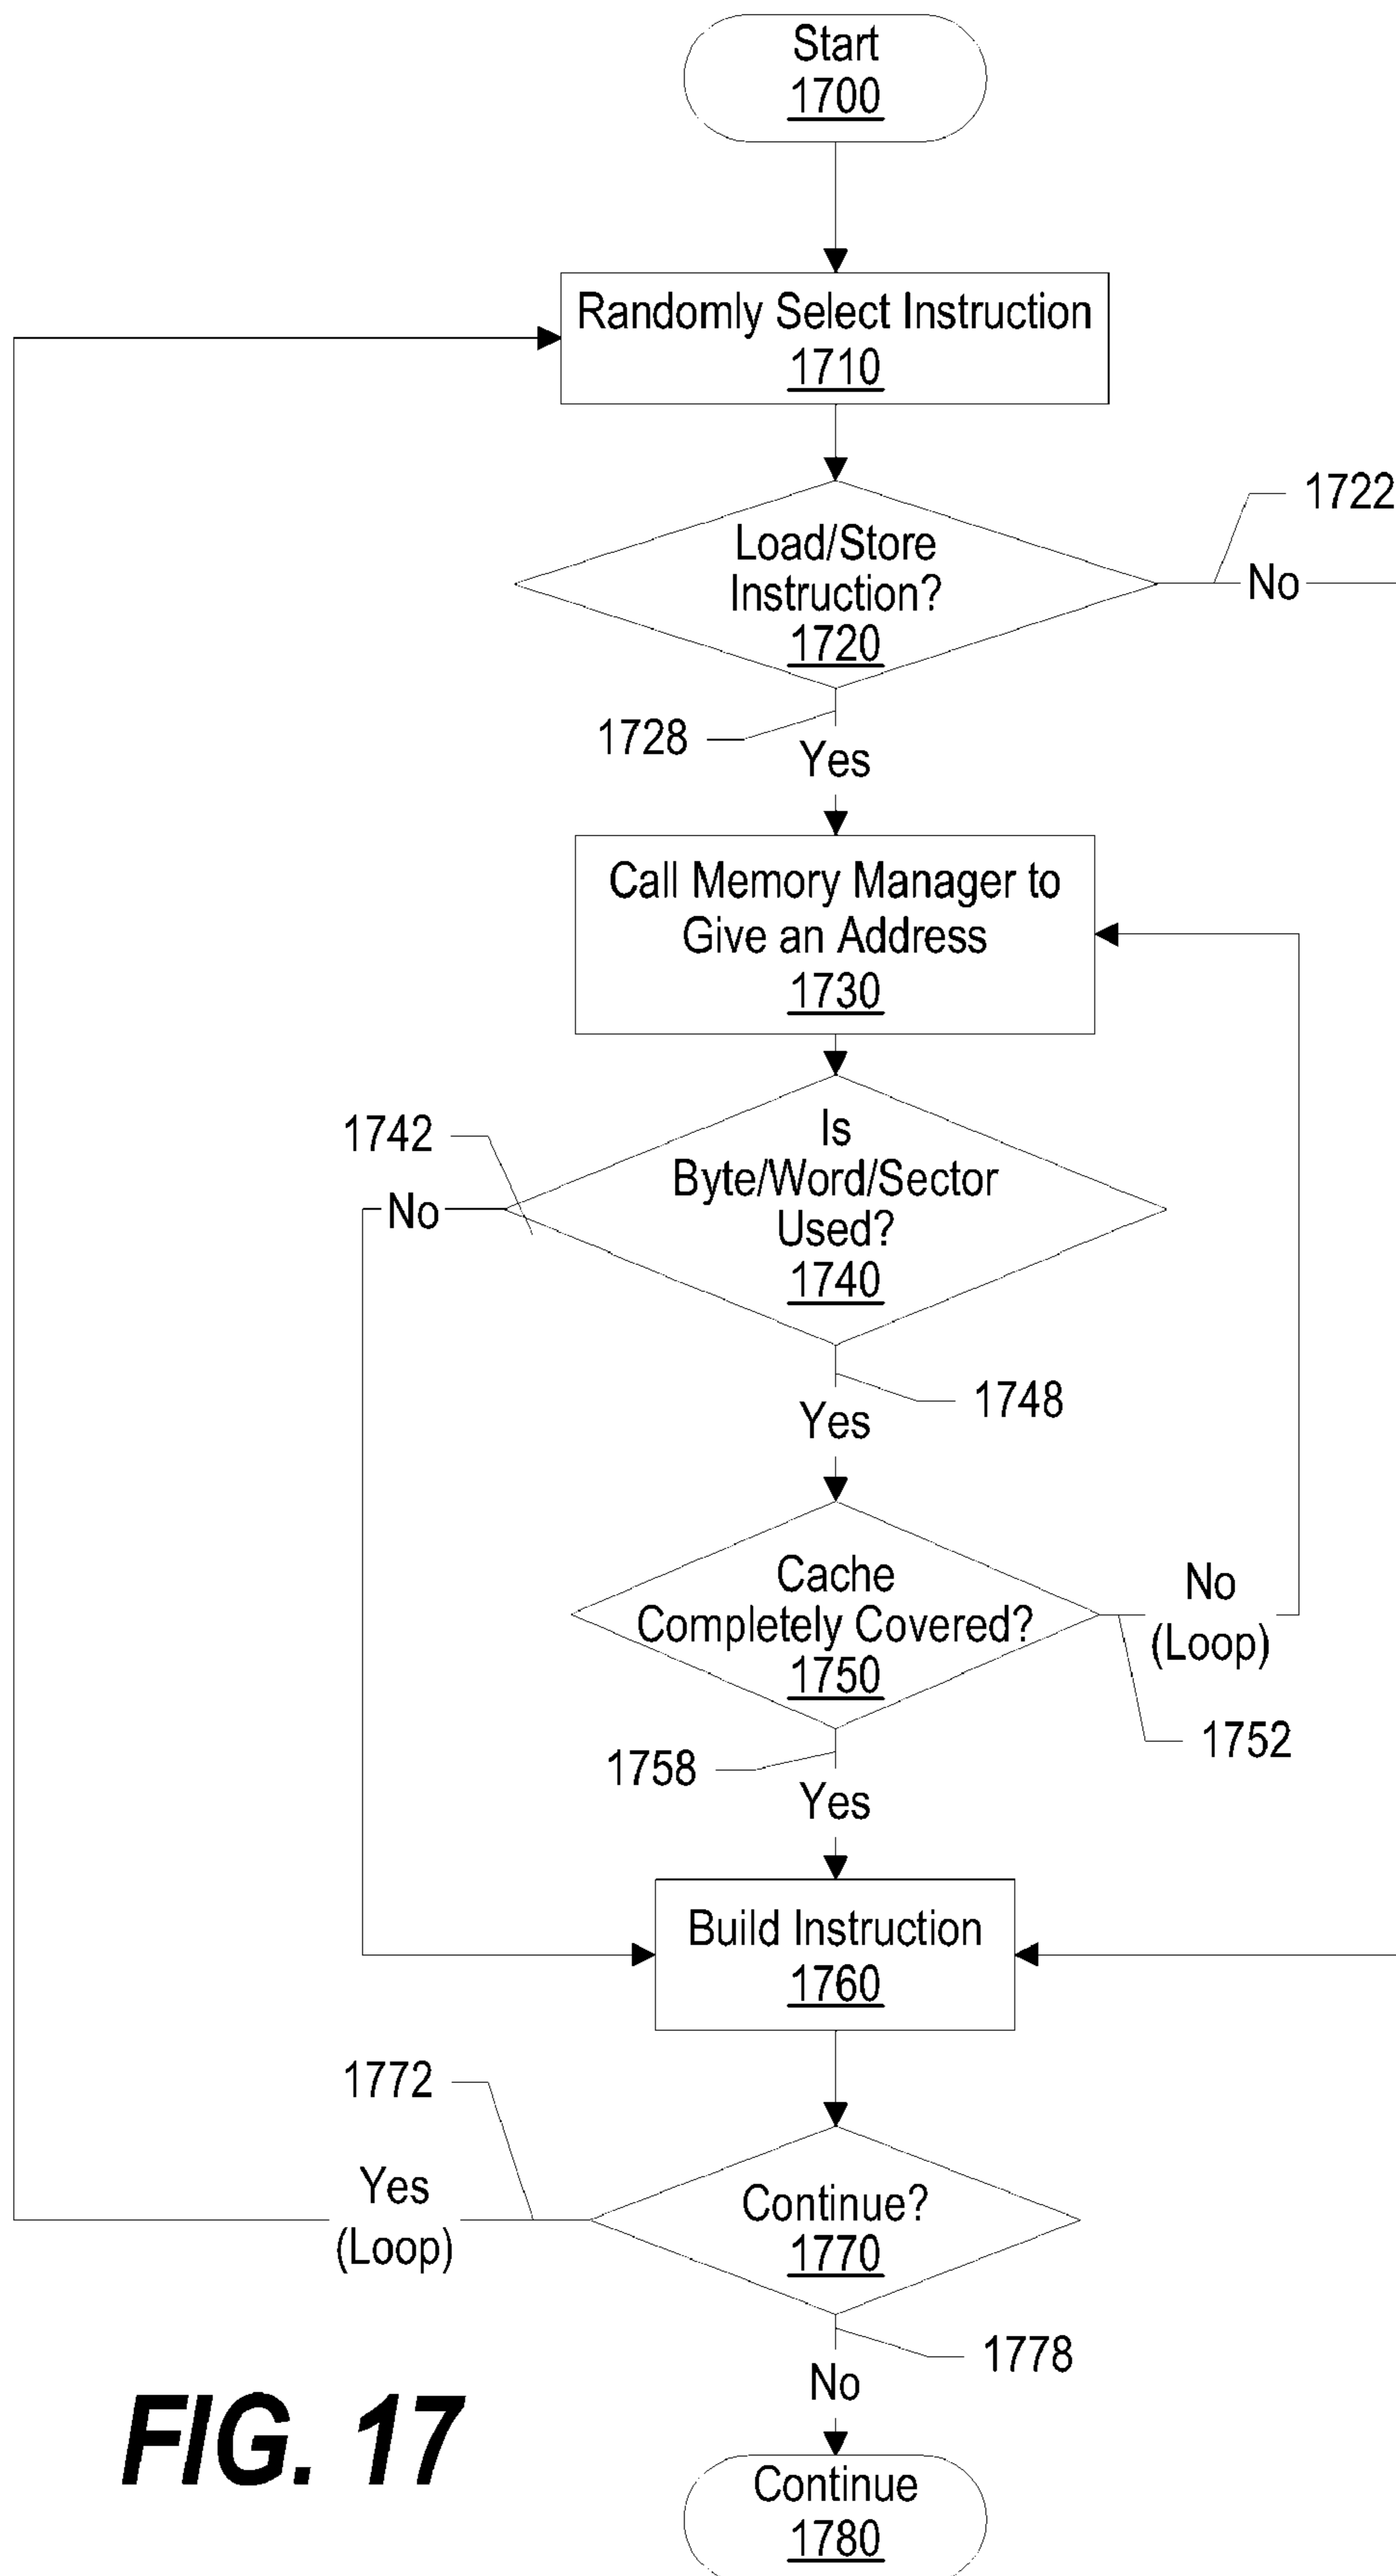 Start
1700
Randomly Select Instruction
1710
1722
Load/Store
Instruction?
1720
No
1728
Yes
Call Memory Manager to
Give an Address
1730
1742
Is
Byte/Word/Sector
Used?
1740
No
1748
Yes
Cache
Completely Covered?
1750
No
(Loop)
1752
1758
Yes
Build Instruction
1760
1772
Yes
(Loop)
Continue?
1770
1778
No
Continue
1780
FIG. 17